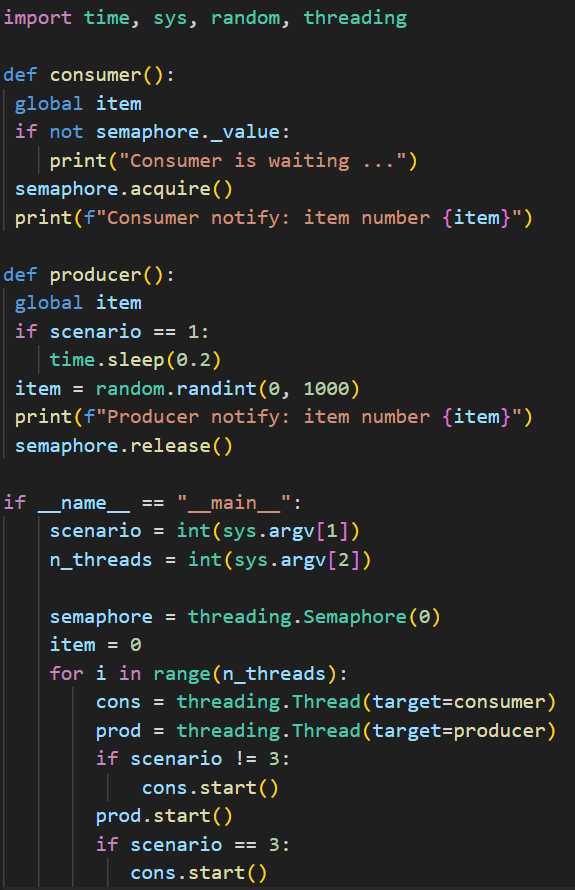 import time, sys, random, threading

def consumer():
 global item
 if not semaphore._value:
    print("Consumer is waiting ...")
 semaphore.acquire()
 print(f"Consumer notify: item number {item}")

def producer():
 global item
 if scenario == 1:
    time.sleep(0.2)
 item = random.randint(0, 1000)
 print(f"Producer notify: item number {item}")
 semaphore.release()

if __name__ == "__main__":
    scenario = int(sys.argv[1])
    n_threads = int(sys.argv[2])

    semaphore = threading.Semaphore(0)
    item = 0
    for i in range(n_threads):
        cons = threading.Thread(target=consumer)
        prod = threading.Thread(target=producer)
        if scenario != 3:
            cons.start()
        prod.start()
        if scenario == 3:
           cons.start()